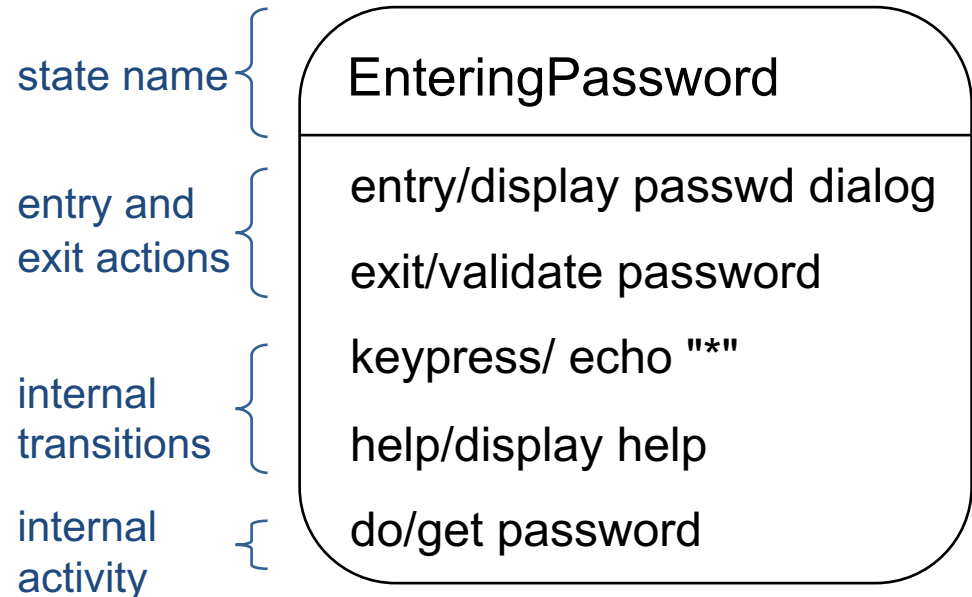 state name
EnteringPassword
entry and
exit actions
entry/display passwd dialog
exit/validate password
internal
transitions
keypress/ echo "*"
help/display help
internal
activity
do/get password